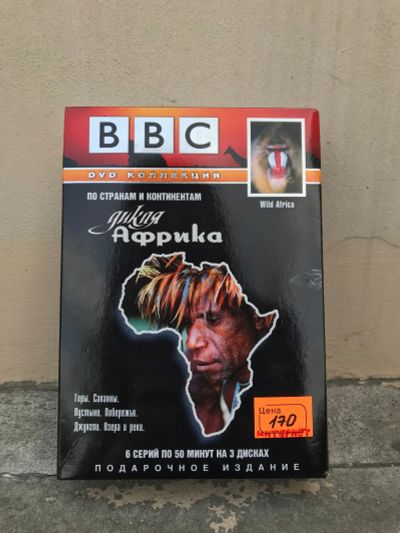 BBC
DVD КОЛЛЕКЦИЯ
ПО СТРАНАМ И КОНТИНЕНТАМ
Wild Africa
дикая
Африка
Горы. Саванны.
Пустыни. Побережья.
Джунгли. Озера и реки.
Цена
170
ИНТЕРНЕТ
6 СЕРИЙ ПО 50 МИНУТ НА 3 ДИСКАХ
ПОДАРОЧНОЕ ИЗДАНИЕ